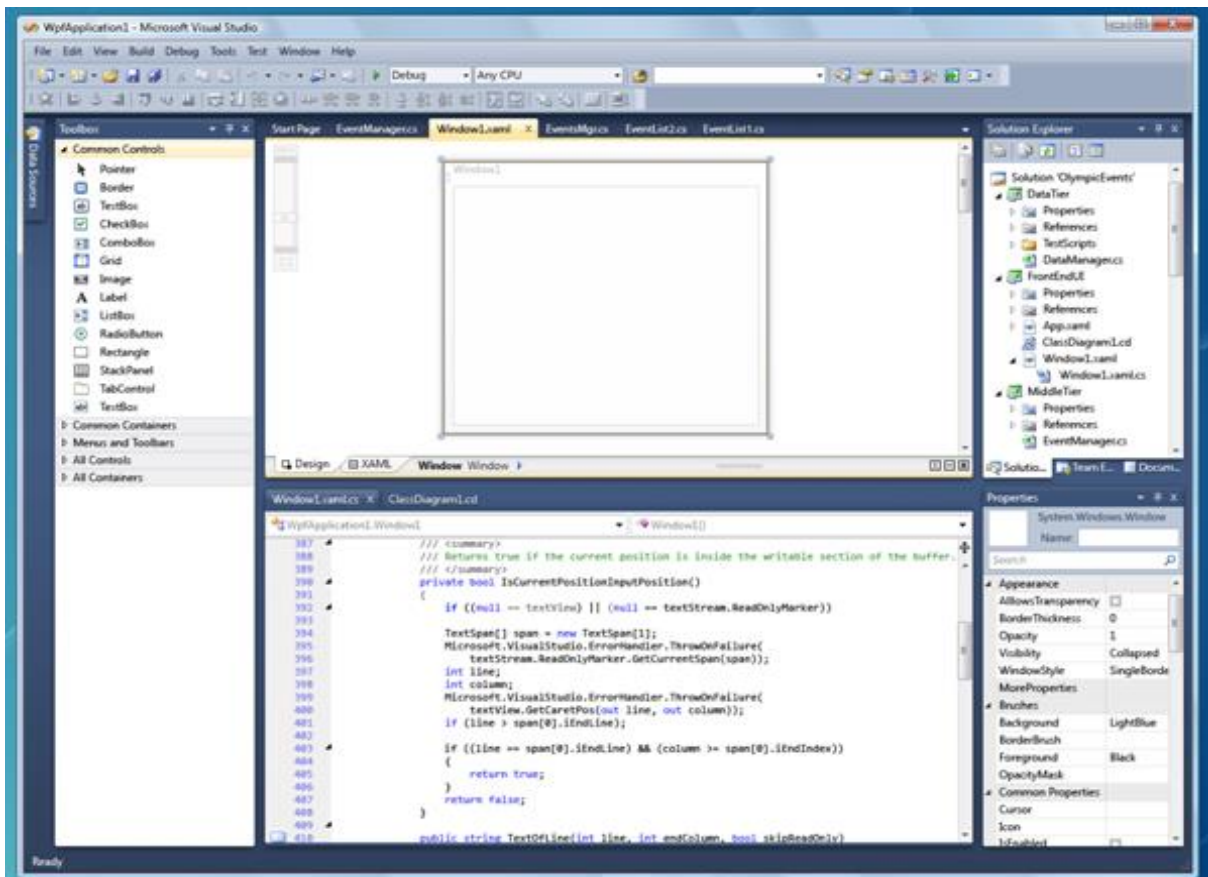 WpfApplication1 - Microsoft Visual Studio
File Edit View Build Debug Tools Test Window Help
Debug Any CPU
Data Sources
Toolbox
Common Controls
Pointer
Border
TextBox
CheckBox
ComboBox
Grid
Image
Label
ListBox
RadioButton
Rectangle
StackPanel
TabControl
TextBox
Common Containers
Menus and Toolbars
All Controls
All Containers
Start Page EventManager.cs Window1.xaml EventsMgr.cs EventList2.cs EventList1.cs
Window1
Design XAML Window Window
Window1.xaml.cs ClassDiagram1.cd
WpfApplication1.Window1 Window1()
387 /// <summary>
388 /// Returns true if the current position is inside the writable section of the buffer.
389 /// </summary>
390 private bool IsCurrentPositionInputPosition()
391 {
392 if ((null == textView) || (null == textStream.ReadOnlyMarker))
393
394 TextSpan[] span = new TextSpan[1];
395 Microsoft.VisualStudio.ErrorHandler.ThrowOnFailure(
396 textStream.ReadOnlyMarker.GetCurrentSpan(span));
397 int line;
398 int column;
399 Microsoft.VisualStudio.ErrorHandler.ThrowOnFailure(
400 textView.GetCaretPos(out line, out column));
401 if (line > span[0].iEndLine);
402
403 if ((line == span[0].iEndLine) && (column >= span[0].iEndIndex))
404 {
405 return true;
406 }
407 return false;
408 }
409
410 public string TextOfLine(int line, int endColumn, bool skipReadOnly)
Solution Explorer
Solution 'OlympicEvents'
DataTier
Properties
References
TestScripts
DataManager.cs
FrontEndUI
Properties
References
App.xaml
ClassDiagram1.cd
Window1.xaml
Window1.xaml.cs
MiddleTier
Properties
References
EventManager.cs
Solutio... Team E... Docum...
Properties
System.Windows.Window
Name:
Search
Appearance
AlllowsTransparency
BorderThickness 0
Opacity 1
Visibility Collapsed
WindowStyle SingleBorde
MoreProperties
Brushes
Background LightBlue
BorderBrush
Foreground Black
OpacityMask
Common Properties
Cursor
Icon
IsEnabled
Ready